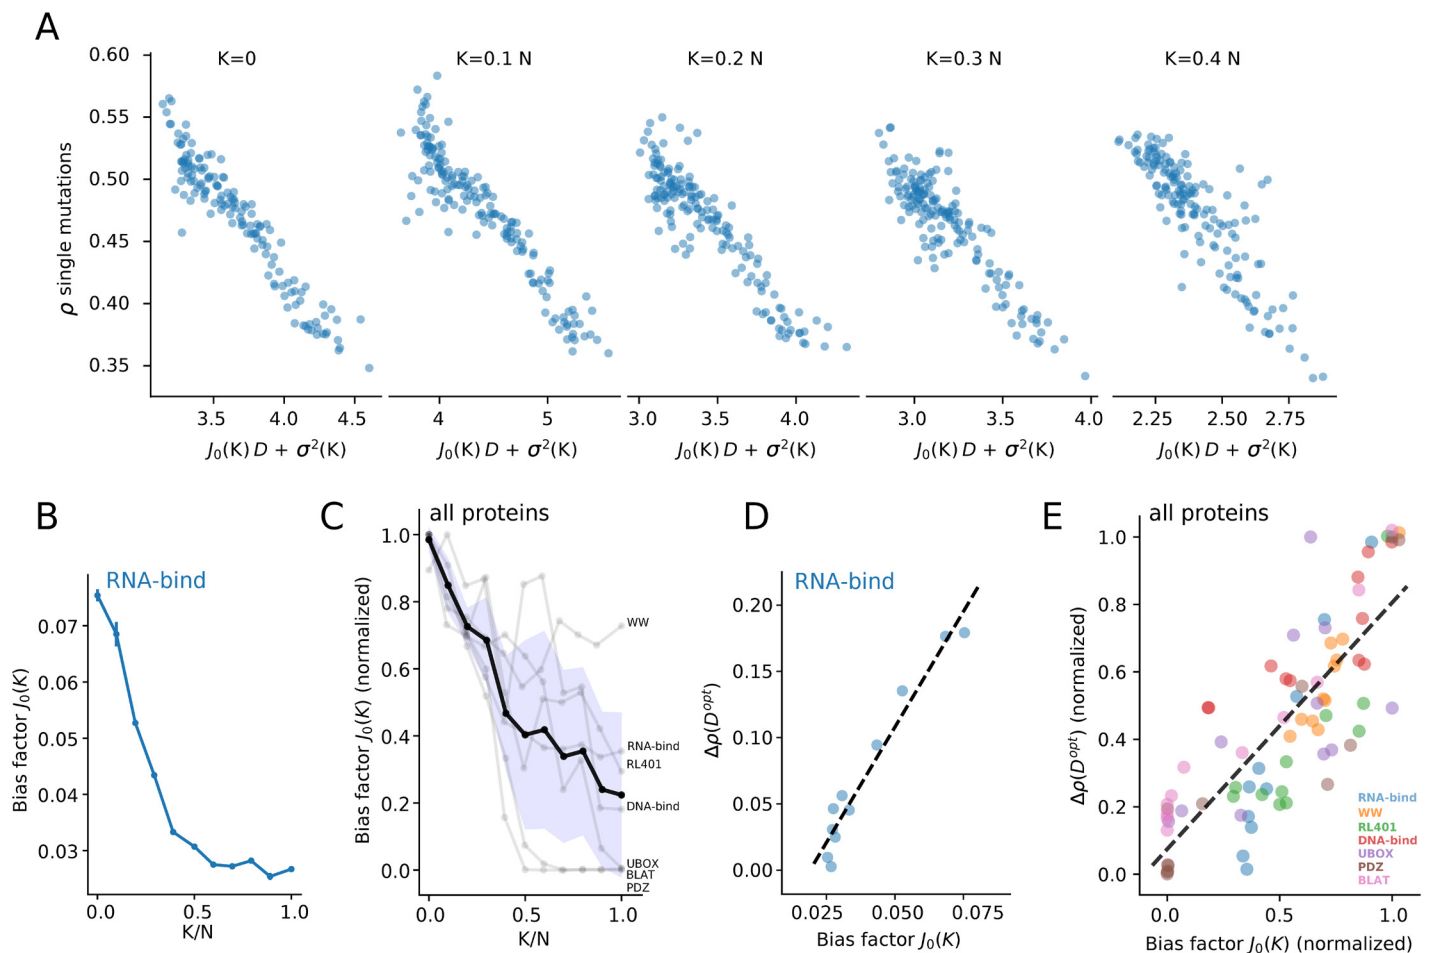 A
K=0
K=0.1 N
K=0.2 N
K=0.3 N
K=0.4 N
0.60
0.55
0.50
0.45
0.40
0.35
ρ single mutations
3.5 4.0 4.5
4 5
3.0 3.5 4.0
3.0 3.5 4.0
2.25 2.50 2.75
J₀(K) D + σ²(K)
J₀(K) D + σ²(K)
J₀(K) D + σ²(K)
J₀(K) D + σ²(K)
J₀(K) D + σ²(K)
B
RNA-bind
0.07
0.06
0.05
0.04
0.03
Bias factor J₀(K)
0.0 0.5 1.0
K/N
C
all proteins
1.0
0.8
0.6
0.4
0.2
0.0
Bias factor J₀(K) (normalized)
WW
RNA-bind
RL401
DNA-bind
UBOX
BLAT
PDZ
0.0 0.5 1.0
K/N
D
RNA-bind
0.20
0.15
0.10
0.05
0.00
Δρ(Dᵒᵖᵗ)
0.025 0.050 0.075
Bias factor J₀(K)
E
all proteins
1.0
0.8
0.6
0.4
0.2
0.0
Δρ(Dᵒᵖᵗ) (normalized)
RNA-bind
WW
RL401
DNA-bind
UBOX
PDZ
BLAT
0.0 0.5 1.0
Bias factor J₀(K) (normalized)